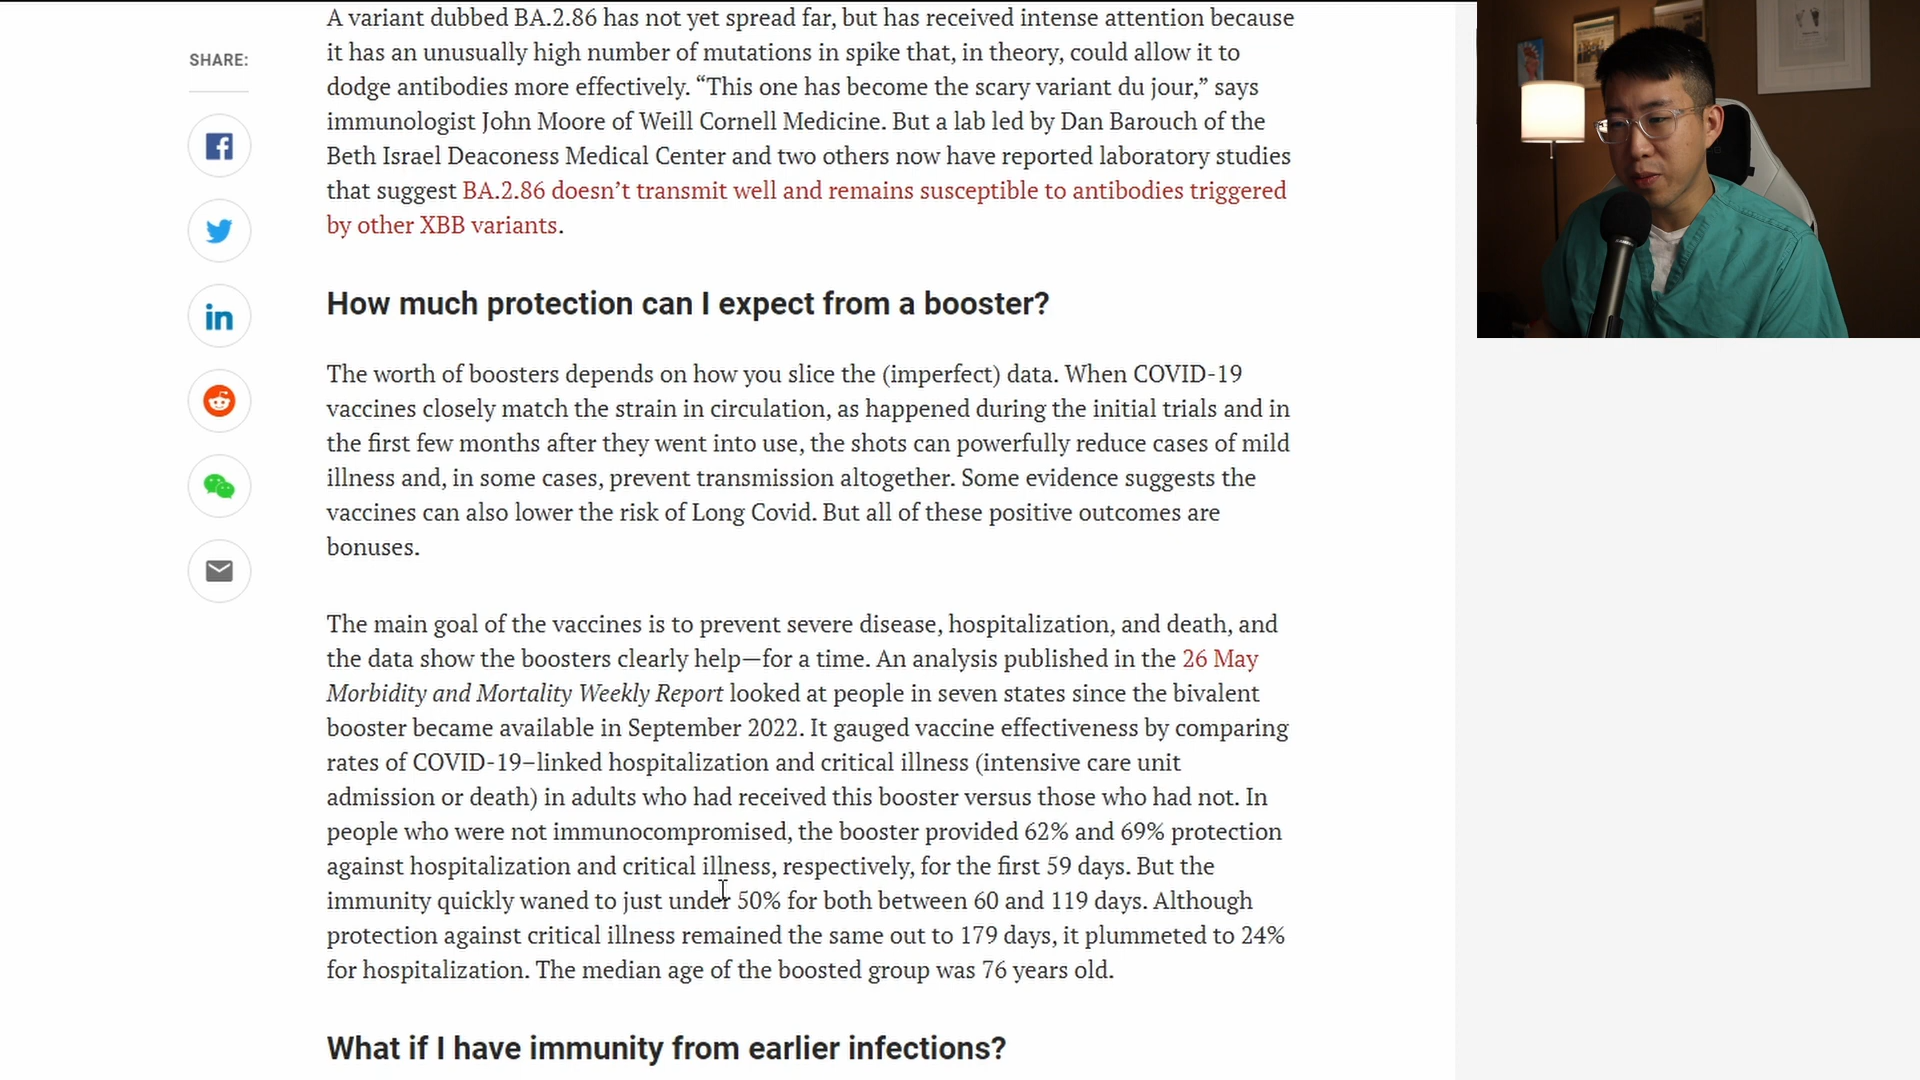 A variant dubbed BA.2.86 has not yet spread far, but has received intense attention because
it has an unusually high number of mutations in spike that, in theory, could allow it to
SHARE:
dodge antibodies more effectively. “This one has become the scary variant du jour,” says
immunologist John Moore of Weill Cornell Medicine. But a lab led by Dan Barouch of the
Beth Israel Deaconess Medical Center and two others now have reported laboratory studies
that suggest BA.2.86 doesn’t transmit well and remains susceptible to antibodies triggered
by other XBB variants.
How much protection can I expect from a booster?
The worth of boosters depends on how you slice the (imperfect) data. When COVID-19
vaccines closely match the strain in circulation, as happened during the initial trials and in
the first few months after they went into use, the shots can powerfully reduce cases of mild
illness and, in some cases, prevent transmission altogether. Some evidence suggests the
vaccines can also lower the risk of Long Covid. But all of these positive outcomes are
bonuses.
The main goal of the vaccines is to prevent severe disease, hospitalization, and death, and
the data show the boosters clearly help—for a time. An analysis published in the 26 May
Morbidity and Mortality Weekly Report looked at people in seven states since the bivalent
booster became available in September 2022. It gauged vaccine effectiveness by comparing
rates of COVID-19–linked hospitalization and critical illness (intensive care unit
admission or death) in adults who had received this booster versus those who had not. In
people who were not immunocompromised, the booster provided 62% and 69% protection
against hospitalization and critical illness, respectively, for the first 59 days. But the
immunity quickly waned to just under 50% for both between 60 and 119 days. Although
protection against critical illness remained the same out to 179 days, it plummeted to 24%
for hospitalization. The median age of the boosted group was 76 years old.
What if I have immunity from earlier infections?